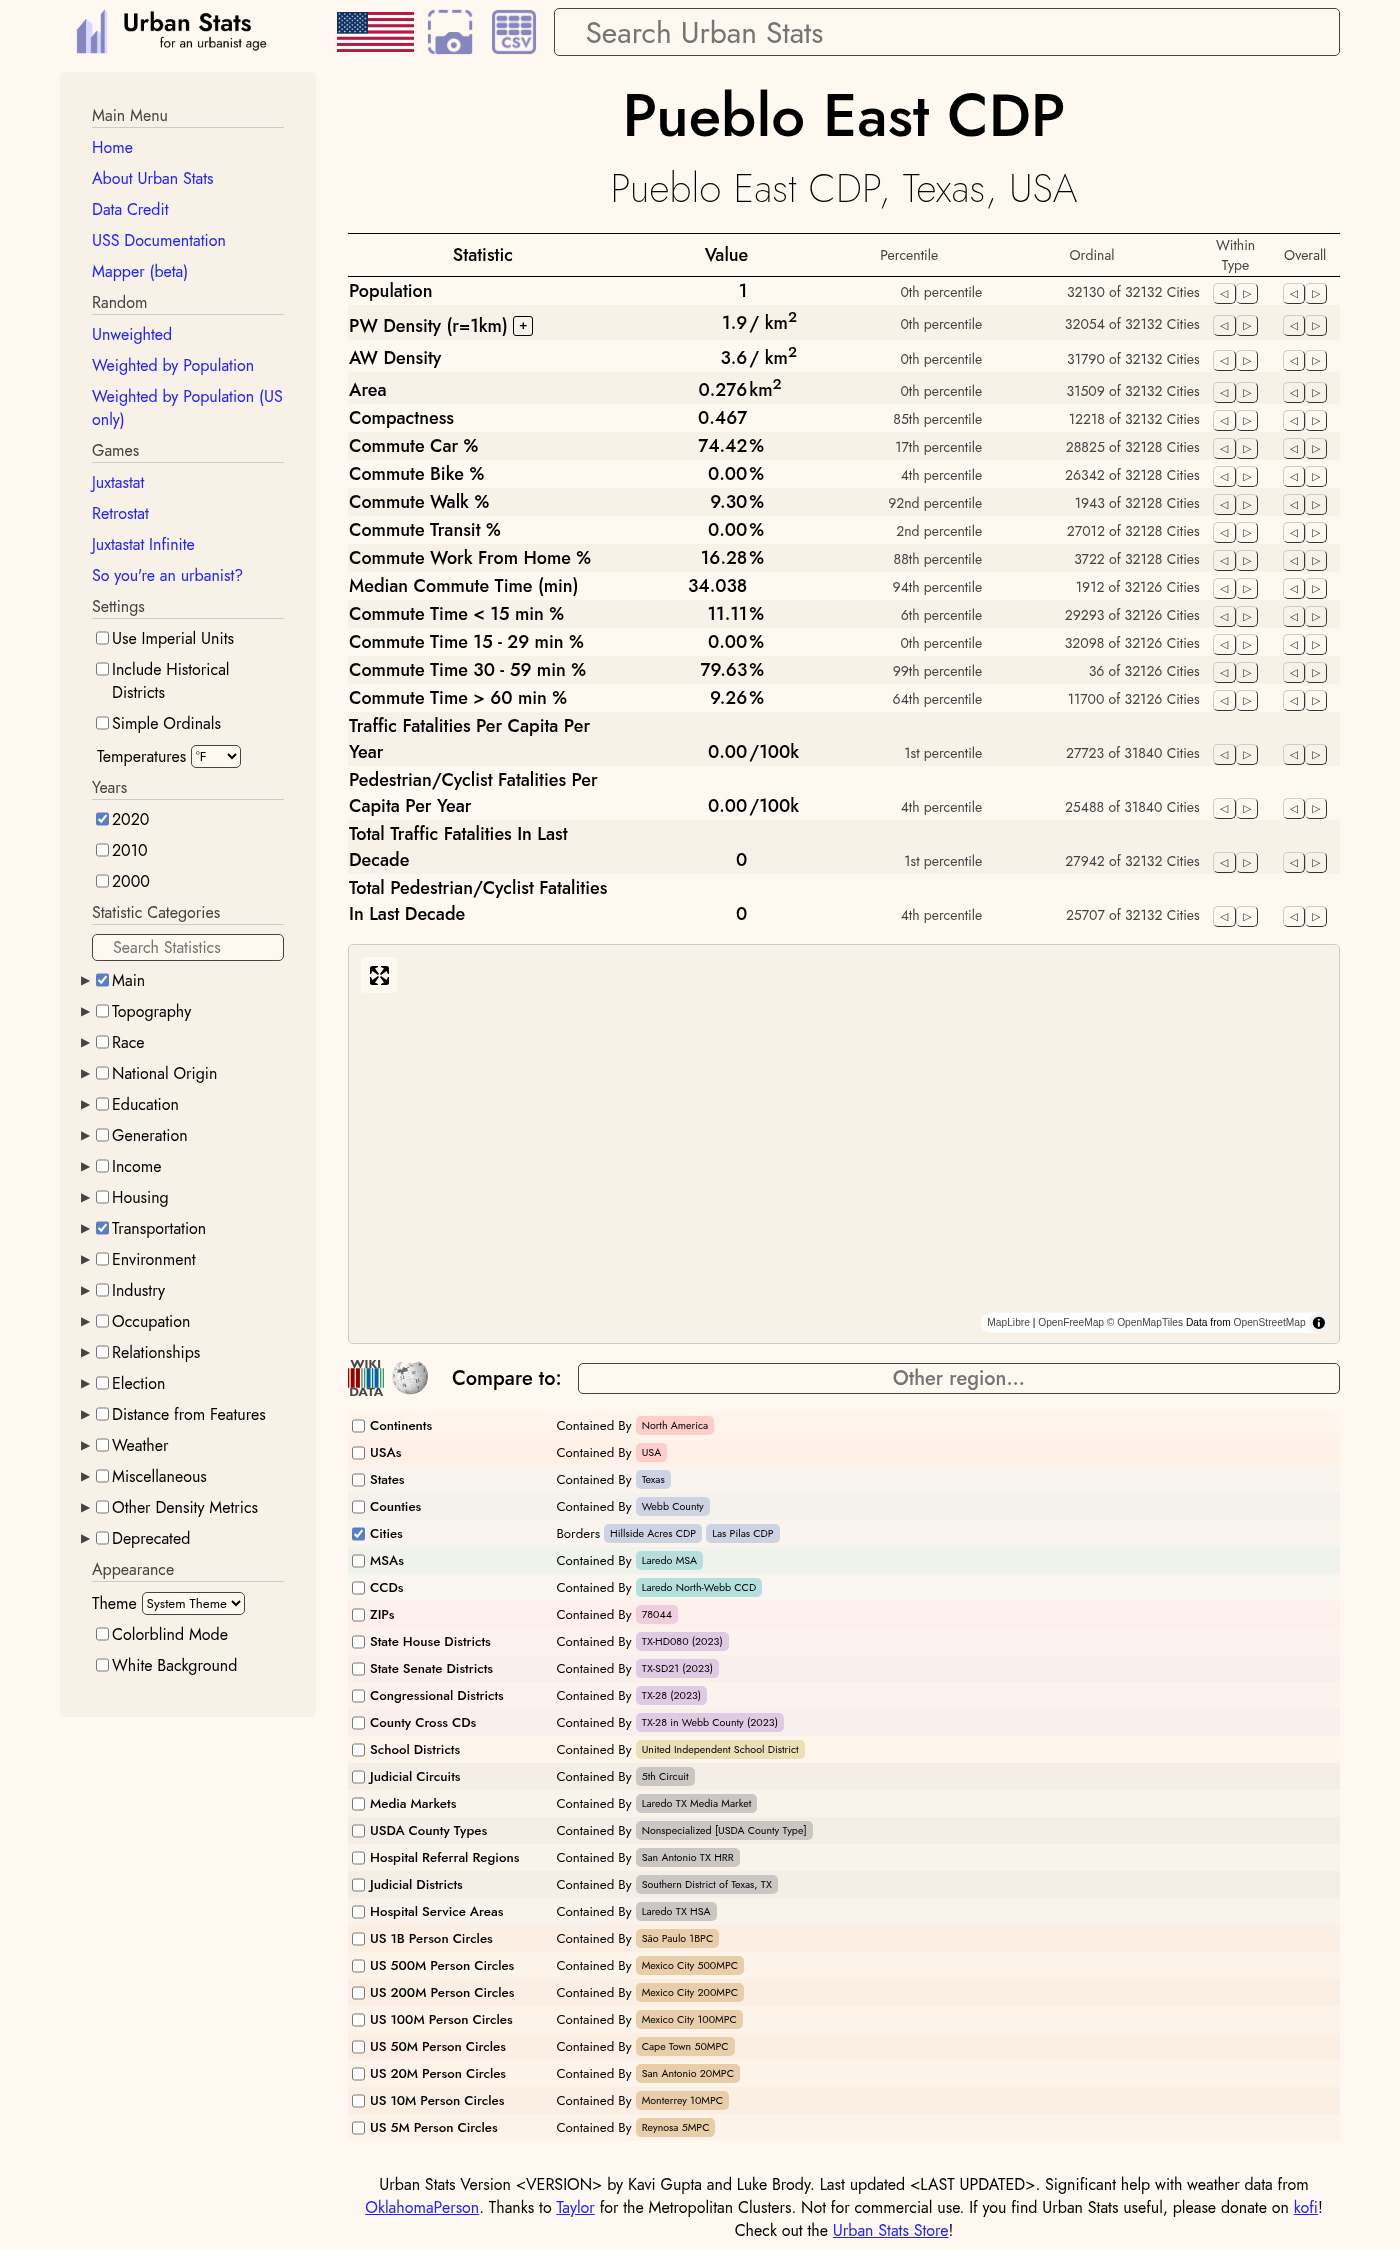 Urban Stats
for an urbanist age
CSV
Search Urban Stats
Main Menu
Home
About Urban Stats
Data Credit
USS Documentation
Mapper (beta)
Random
Unweighted
Weighted by Population
Weighted by Population (US
only)
Games
Juxtastat
Retrostat
Juxtastat Infinite
So you're an urbanist?
Settings
Use Imperial Units
Include Historical
Districts
Simple Ordinals
Temperatures °F
Years
2020
2010
2000
Statistic Categories
Search Statistics
Main
Topography
Race
National Origin
Education
Generation
Income
Housing
Transportation
Environment
Industry
Occupation
Relationships
Election
Distance from Features
Weather
Miscellaneous
Other Density Metrics
Deprecated
Appearance
Theme System Theme
Colorblind Mode
White Background
Pueblo East CDP
Pueblo East CDP, Texas, USA
Statistic Value Percentile Ordinal Within Type Overall
Population 1 0th percentile 32130 of 32132 Cities
PW Density (r=1km) + 1.9 / km² 0th percentile 32054 of 32132 Cities
AW Density 3.6 / km² 0th percentile 31790 of 32132 Cities
Area 0.276 km² 0th percentile 31509 of 32132 Cities
Compactness 0.467 85th percentile 12218 of 32132 Cities
Commute Car % 74.42% 17th percentile 28825 of 32128 Cities
Commute Bike % 0.00% 4th percentile 26342 of 32128 Cities
Commute Walk % 9.30% 92nd percentile 1943 of 32128 Cities
Commute Transit % 0.00% 2nd percentile 27012 of 32128 Cities
Commute Work From Home % 16.28% 88th percentile 3722 of 32128 Cities
Median Commute Time (min) 34.038 94th percentile 1912 of 32126 Cities
Commute Time < 15 min % 11.11% 6th percentile 29293 of 32126 Cities
Commute Time 15 - 29 min % 0.00% 0th percentile 32098 of 32126 Cities
Commute Time 30 - 59 min % 79.63% 99th percentile 36 of 32126 Cities
Commute Time > 60 min % 9.26% 64th percentile 11700 of 32126 Cities
Traffic Fatalities Per Capita Per
Year 0.00 /100k 1st percentile 27723 of 31840 Cities
Pedestrian/Cyclist Fatalities Per
Capita Per Year 0.00 /100k 4th percentile 25488 of 31840 Cities
Total Traffic Fatalities In Last
Decade 0 1st percentile 27942 of 32132 Cities
Total Pedestrian/Cyclist Fatalities
In Last Decade 0 4th percentile 25707 of 32132 Cities
MapLibre | OpenFreeMap © OpenMapTiles Data from OpenStreetMap
WIKI
DATA
Compare to: Other region...
Continents Contained By North America
USAs Contained By USA
States Contained By Texas
Counties Contained By Webb County
Cities Borders Hillside Acres CDP Las Pilas CDP
MSAs Contained By Laredo MSA
CCDs Contained By Laredo North-Webb CCD
ZIPs Contained By 78044
State House Districts Contained By TX-HD080 (2023)
State Senate Districts Contained By TX-SD21 (2023)
Congressional Districts Contained By TX-28 (2023)
County Cross CDs Contained By TX-28 in Webb County (2023)
School Districts Contained By United Independent School District
Judicial Circuits Contained By 5th Circuit
Media Markets Contained By Laredo TX Media Market
USDA County Types Contained By Nonspecialized [USDA County Type]
Hospital Referral Regions Contained By San Antonio TX HRR
Judicial Districts Contained By Southern District of Texas, TX
Hospital Service Areas Contained By Laredo TX HSA
US 1B Person Circles Contained By São Paulo 1BPC
US 500M Person Circles Contained By Mexico City 500MPC
US 200M Person Circles Contained By Mexico City 200MPC
US 100M Person Circles Contained By Mexico City 100MPC
US 50M Person Circles Contained By Cape Town 50MPC
US 20M Person Circles Contained By San Antonio 20MPC
US 10M Person Circles Contained By Monterrey 10MPC
US 5M Person Circles Contained By Reynosa 5MPC
Urban Stats Version <VERSION> by Kavi Gupta and Luke Brody. Last updated <LAST UPDATED>. Significant help with weather data from
OklahomaPerson. Thanks to Taylor for the Metropolitan Clusters. Not for commercial use. If you find Urban Stats useful, please donate on kofi!
Check out the Urban Stats Store!